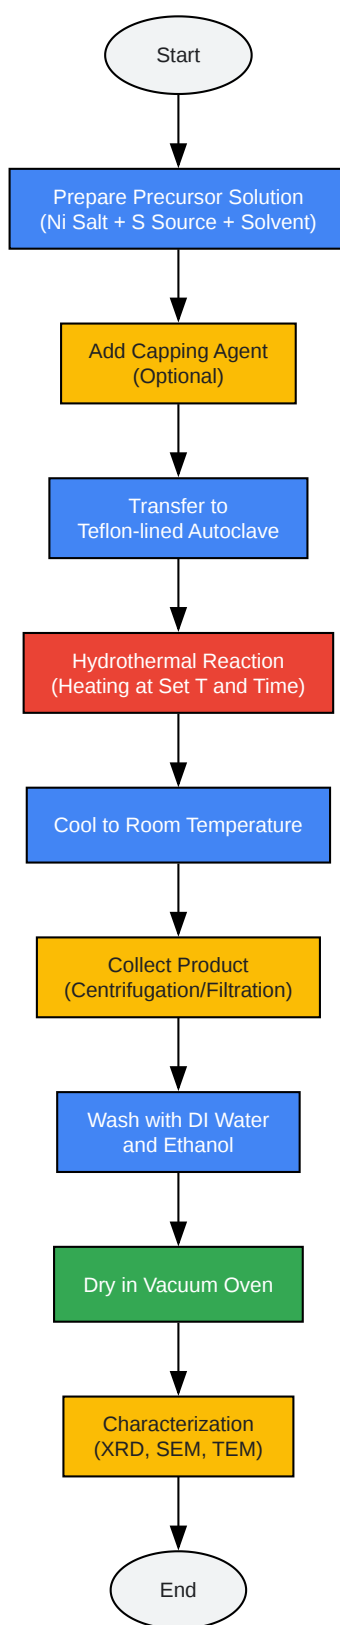 Start
Prepare Precursor Solution
(Ni Salt + S Source + Solvent)
Add Capping Agent
(Optional)
Transfer to
Teflon-lined Autoclave
Hydrothermal Reaction
(Heating at Set T and Time)
Cool to Room Temperature
Collect Product
(Centrifugation/Filtration)
Wash with DI Water
and Ethanol
Dry in Vacuum Oven
Characterization
(XRD, SEM, TEM)
End